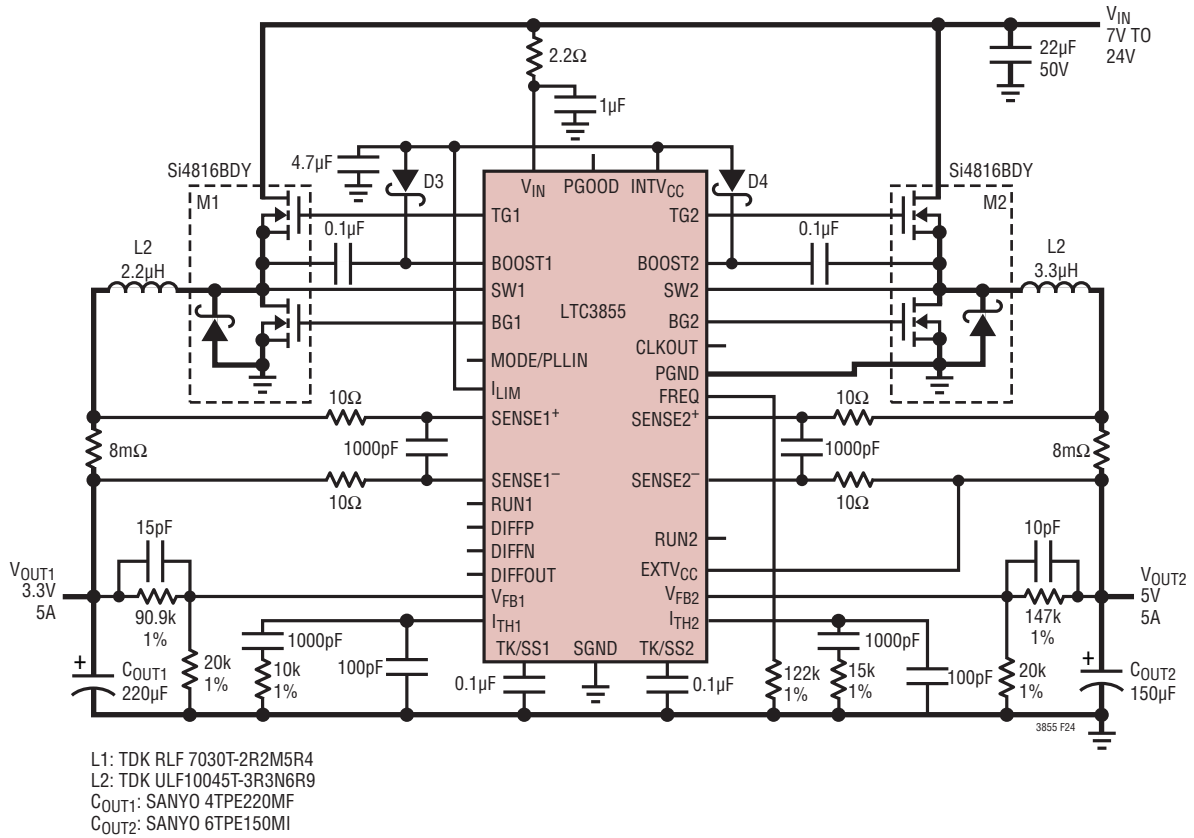 VIN
7V TO
24V
2.2Ω
22µF
50V
1µF
4.7µF
D3
D4
Si4816BDY
M1
Si4816BDY
M2
VIN
PGOOD
INTVCC
TG1
TG2
0.1µF
0.1µF
L2
2.2µH
L2
3.3µH
BOOST1
BOOST2
SW1
SW2
LTC3855
BG1
BG2
CLKOUT
MODE/PLLIN
PGND
ILIM
FREQ
10Ω
10Ω
SENSE1+
SENSE2+
8mΩ
1000pF
1000pF
8mΩ
SENSE1–
SENSE2–
10Ω
10Ω
RUN1
DIFFP
RUN2
DIFFN
DIFFOUT
EXTVCC
15pF
10pF
VOUT1
3.3V
5A
VOUT2
5V
5A
VFB1
VFB2
90.9k
1%
147k
1%
ITH1
ITH2
1000pF
1000pF
TK/SS1
SGND
TK/SS2
COUT1
220µF
+
20k
1%
10k
1%
100pF
0.1µF
0.1µF
122k
1%
15k
1%
100pF
20k
1%
+
COUT2
150µF
3855 F24
L1: TDK RLF 7030T-2R2M5R4
L2: TDK ULF10045T-3R3N6R9
COUT1: SANYO 4TPE220MF
COUT2: SANYO 6TPE150MI